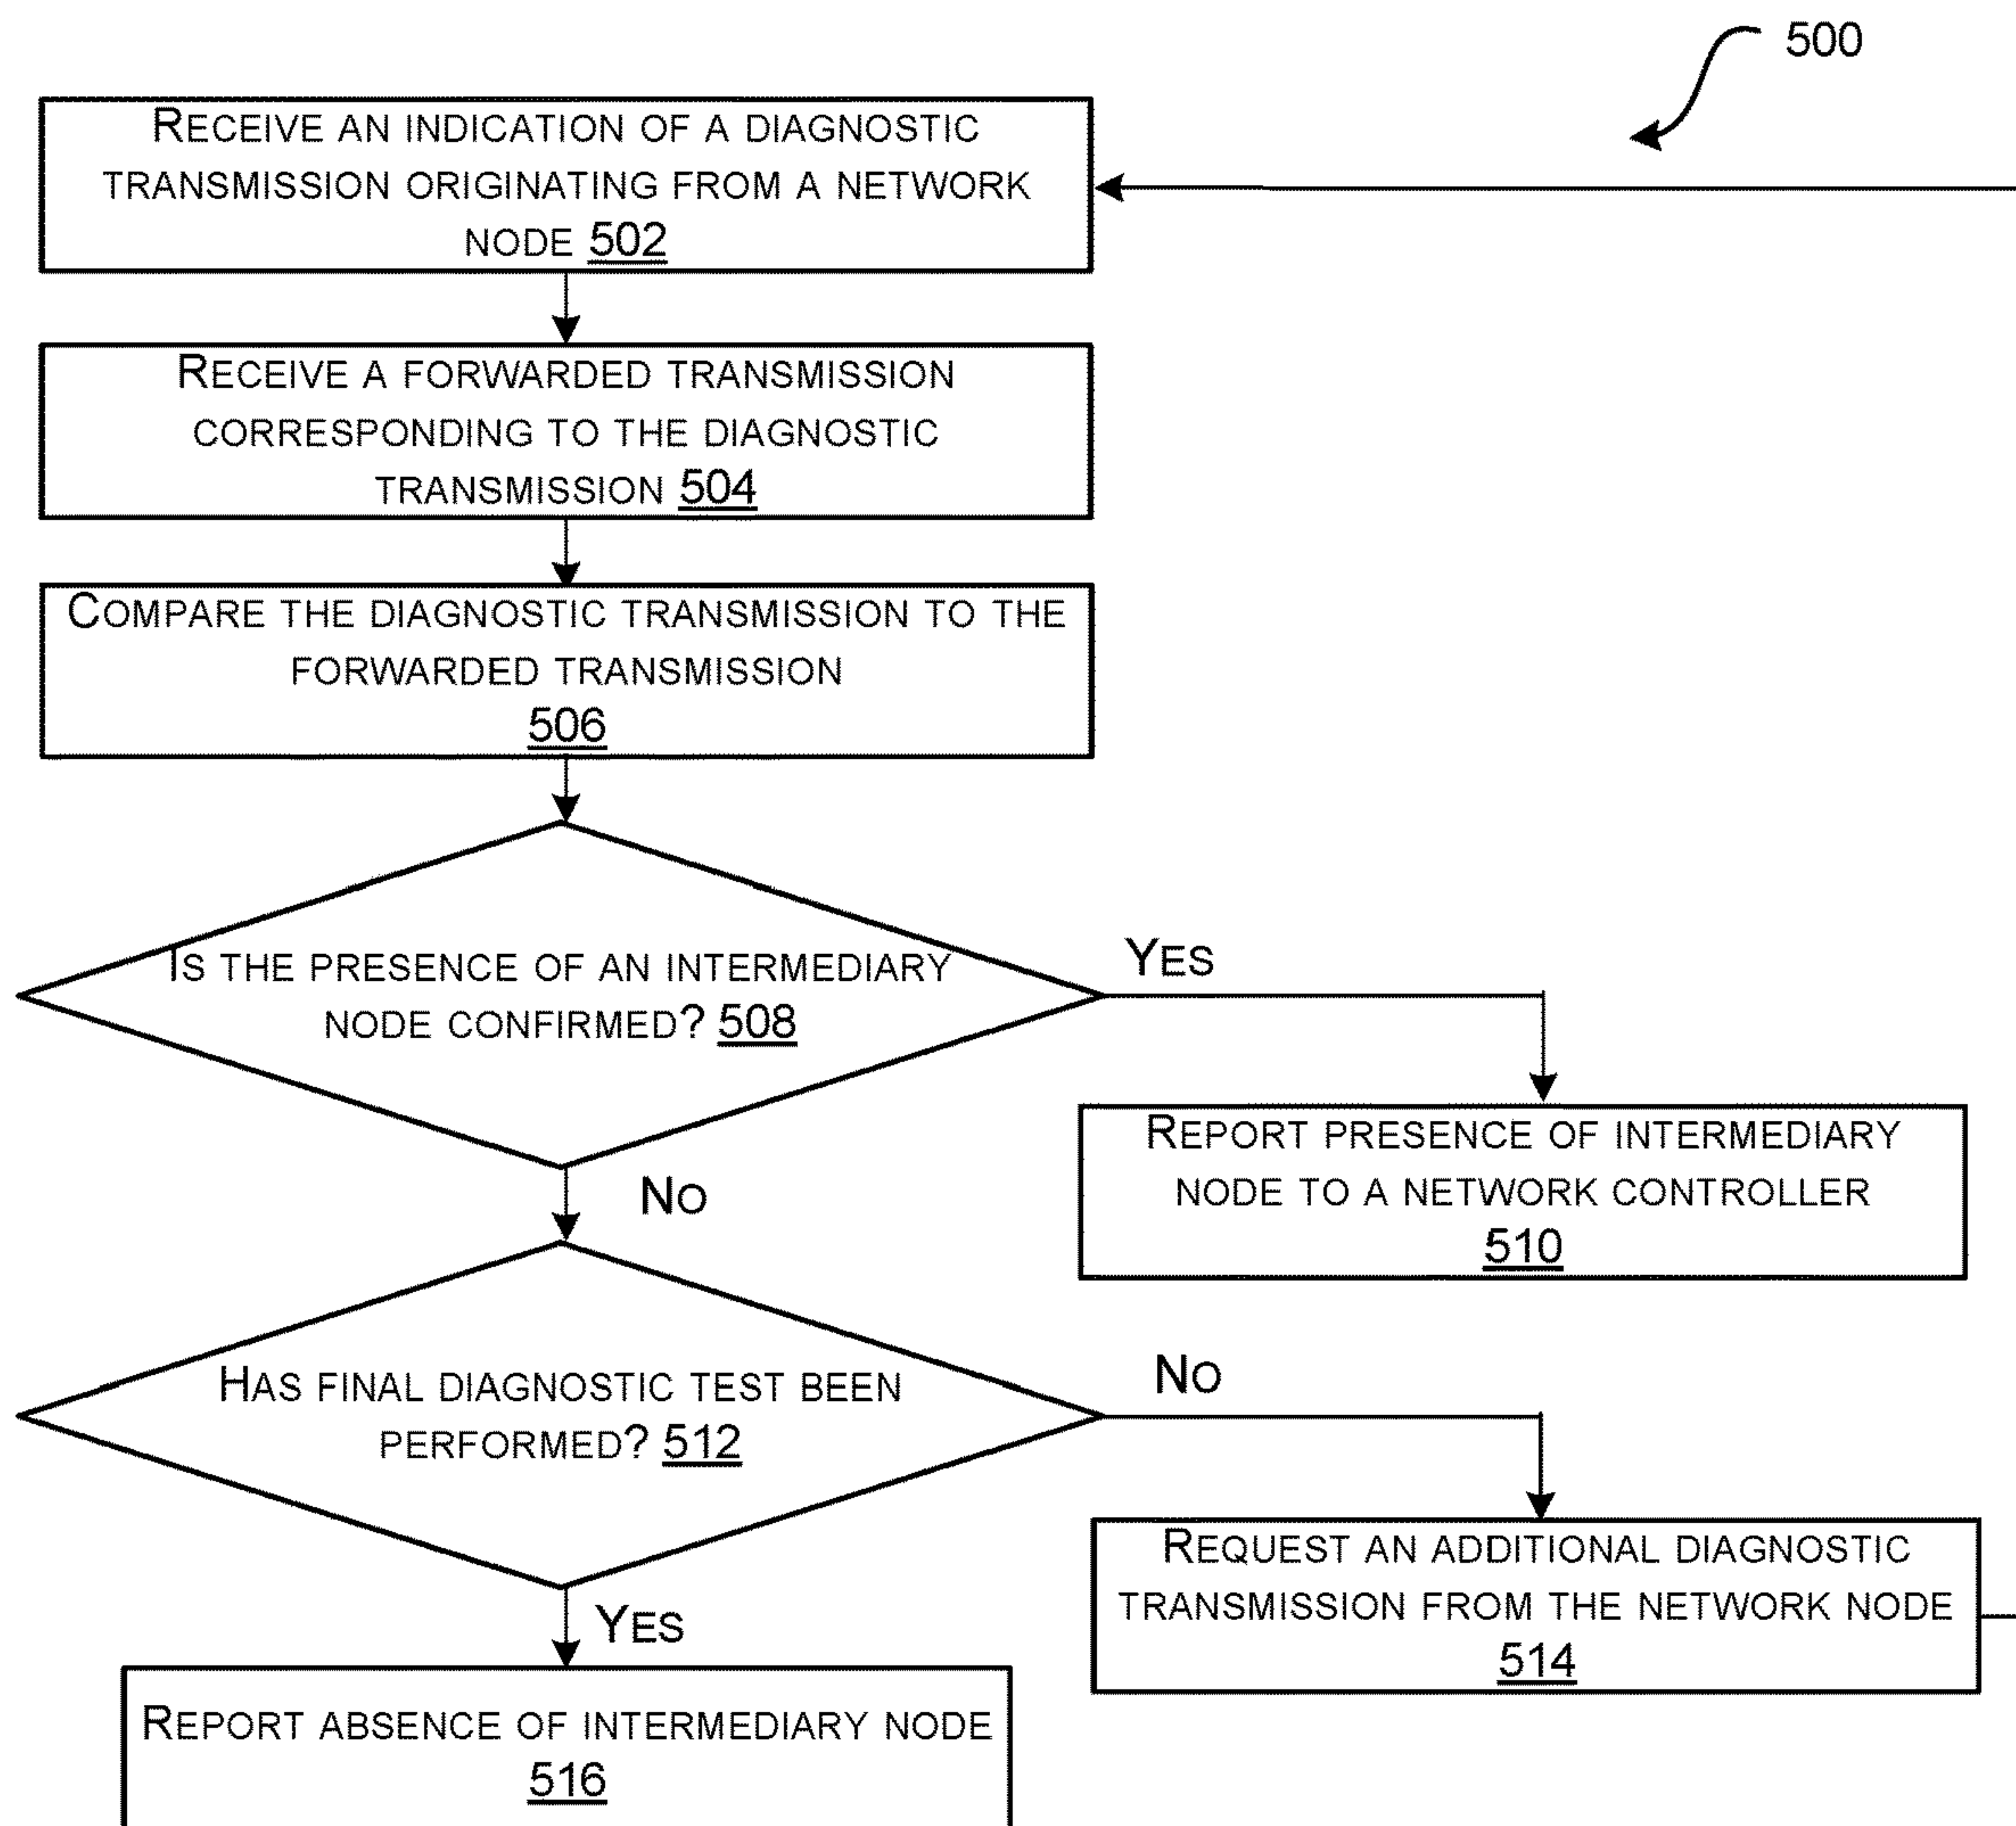 500
RECEIVE AN INDICATION OF A DIAGNOSTIC
TRANSMISSION ORIGINATING FROM A NETWORK
NODE 502
RECEIVE A FORWARDED TRANSMISSION
CORRESPONDING TO THE DIAGNOSTIC
TRANSMISSION 504
COMPARE THE DIAGNOSTIC TRANSMISSION TO THE
FORWARDED TRANSMISSION
506
IS THE PRESENCE OF AN INTERMEDIARY
NODE CONFIRMED? 508
YES
REPORT PRESENCE OF INTERMEDIARY
NODE TO A NETWORK CONTROLLER
510
NO
HAS FINAL DIAGNOSTIC TEST BEEN
PERFORMED? 512
NO
REQUEST AN ADDITIONAL DIAGNOSTIC
TRANSMISSION FROM THE NETWORK NODE
514
YES
REPORT ABSENCE OF INTERMEDIARY NODE
516